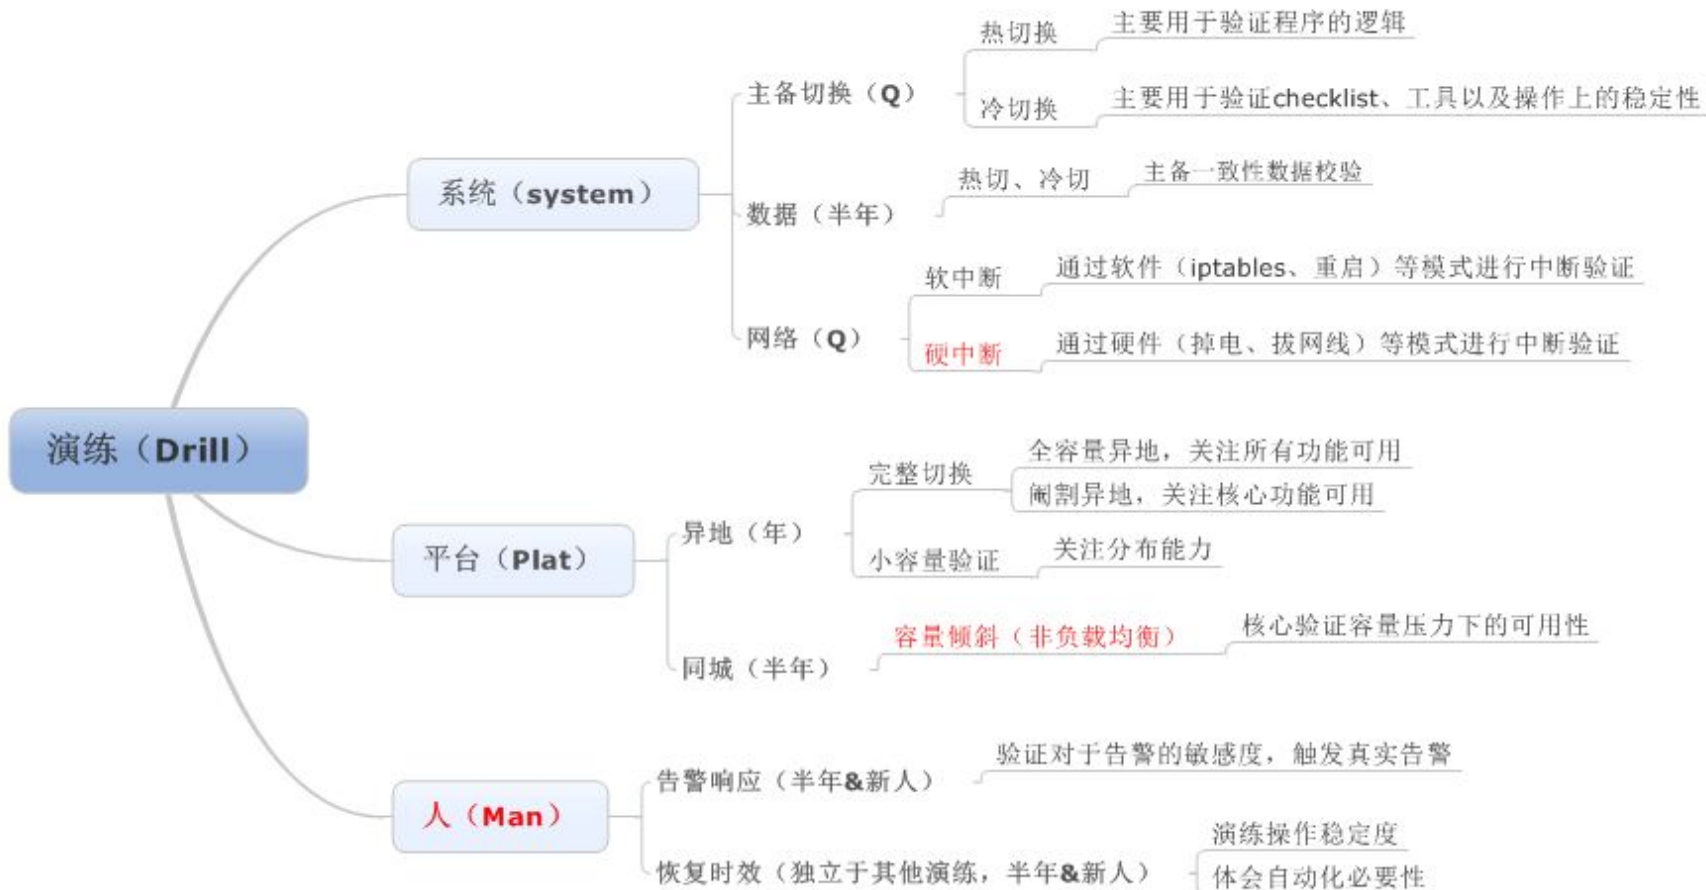 演练（Drill）
系统（system）
主备切换（Q）
热切换
主要用于验证程序的逻辑
冷切换
主要用于验证checklist、工具以及操作上的稳定性
数据（半年）
热切、冷切
主备一致性数据校验
网络（Q）
软中断
通过软件（iptables、重启）等模式进行中断验证
硬中断
通过硬件（掉电、拔网线）等模式进行中断验证
平台（Plat）
异地（年）
完整切换
全容量异地，关注所有功能可用
阉割异地，关注核心功能可用
小容量验证
关注分布能力
同城（半年）
容量倾斜（非负载均衡）
核心验证容量压力下的可用性
人（Man）
告警响应（半年&新人）
验证对于告警的敏感度，触发真实告警
恢复时效（独立于其他演练，半年&新人）
演练操作稳定度
体会自动化必要性